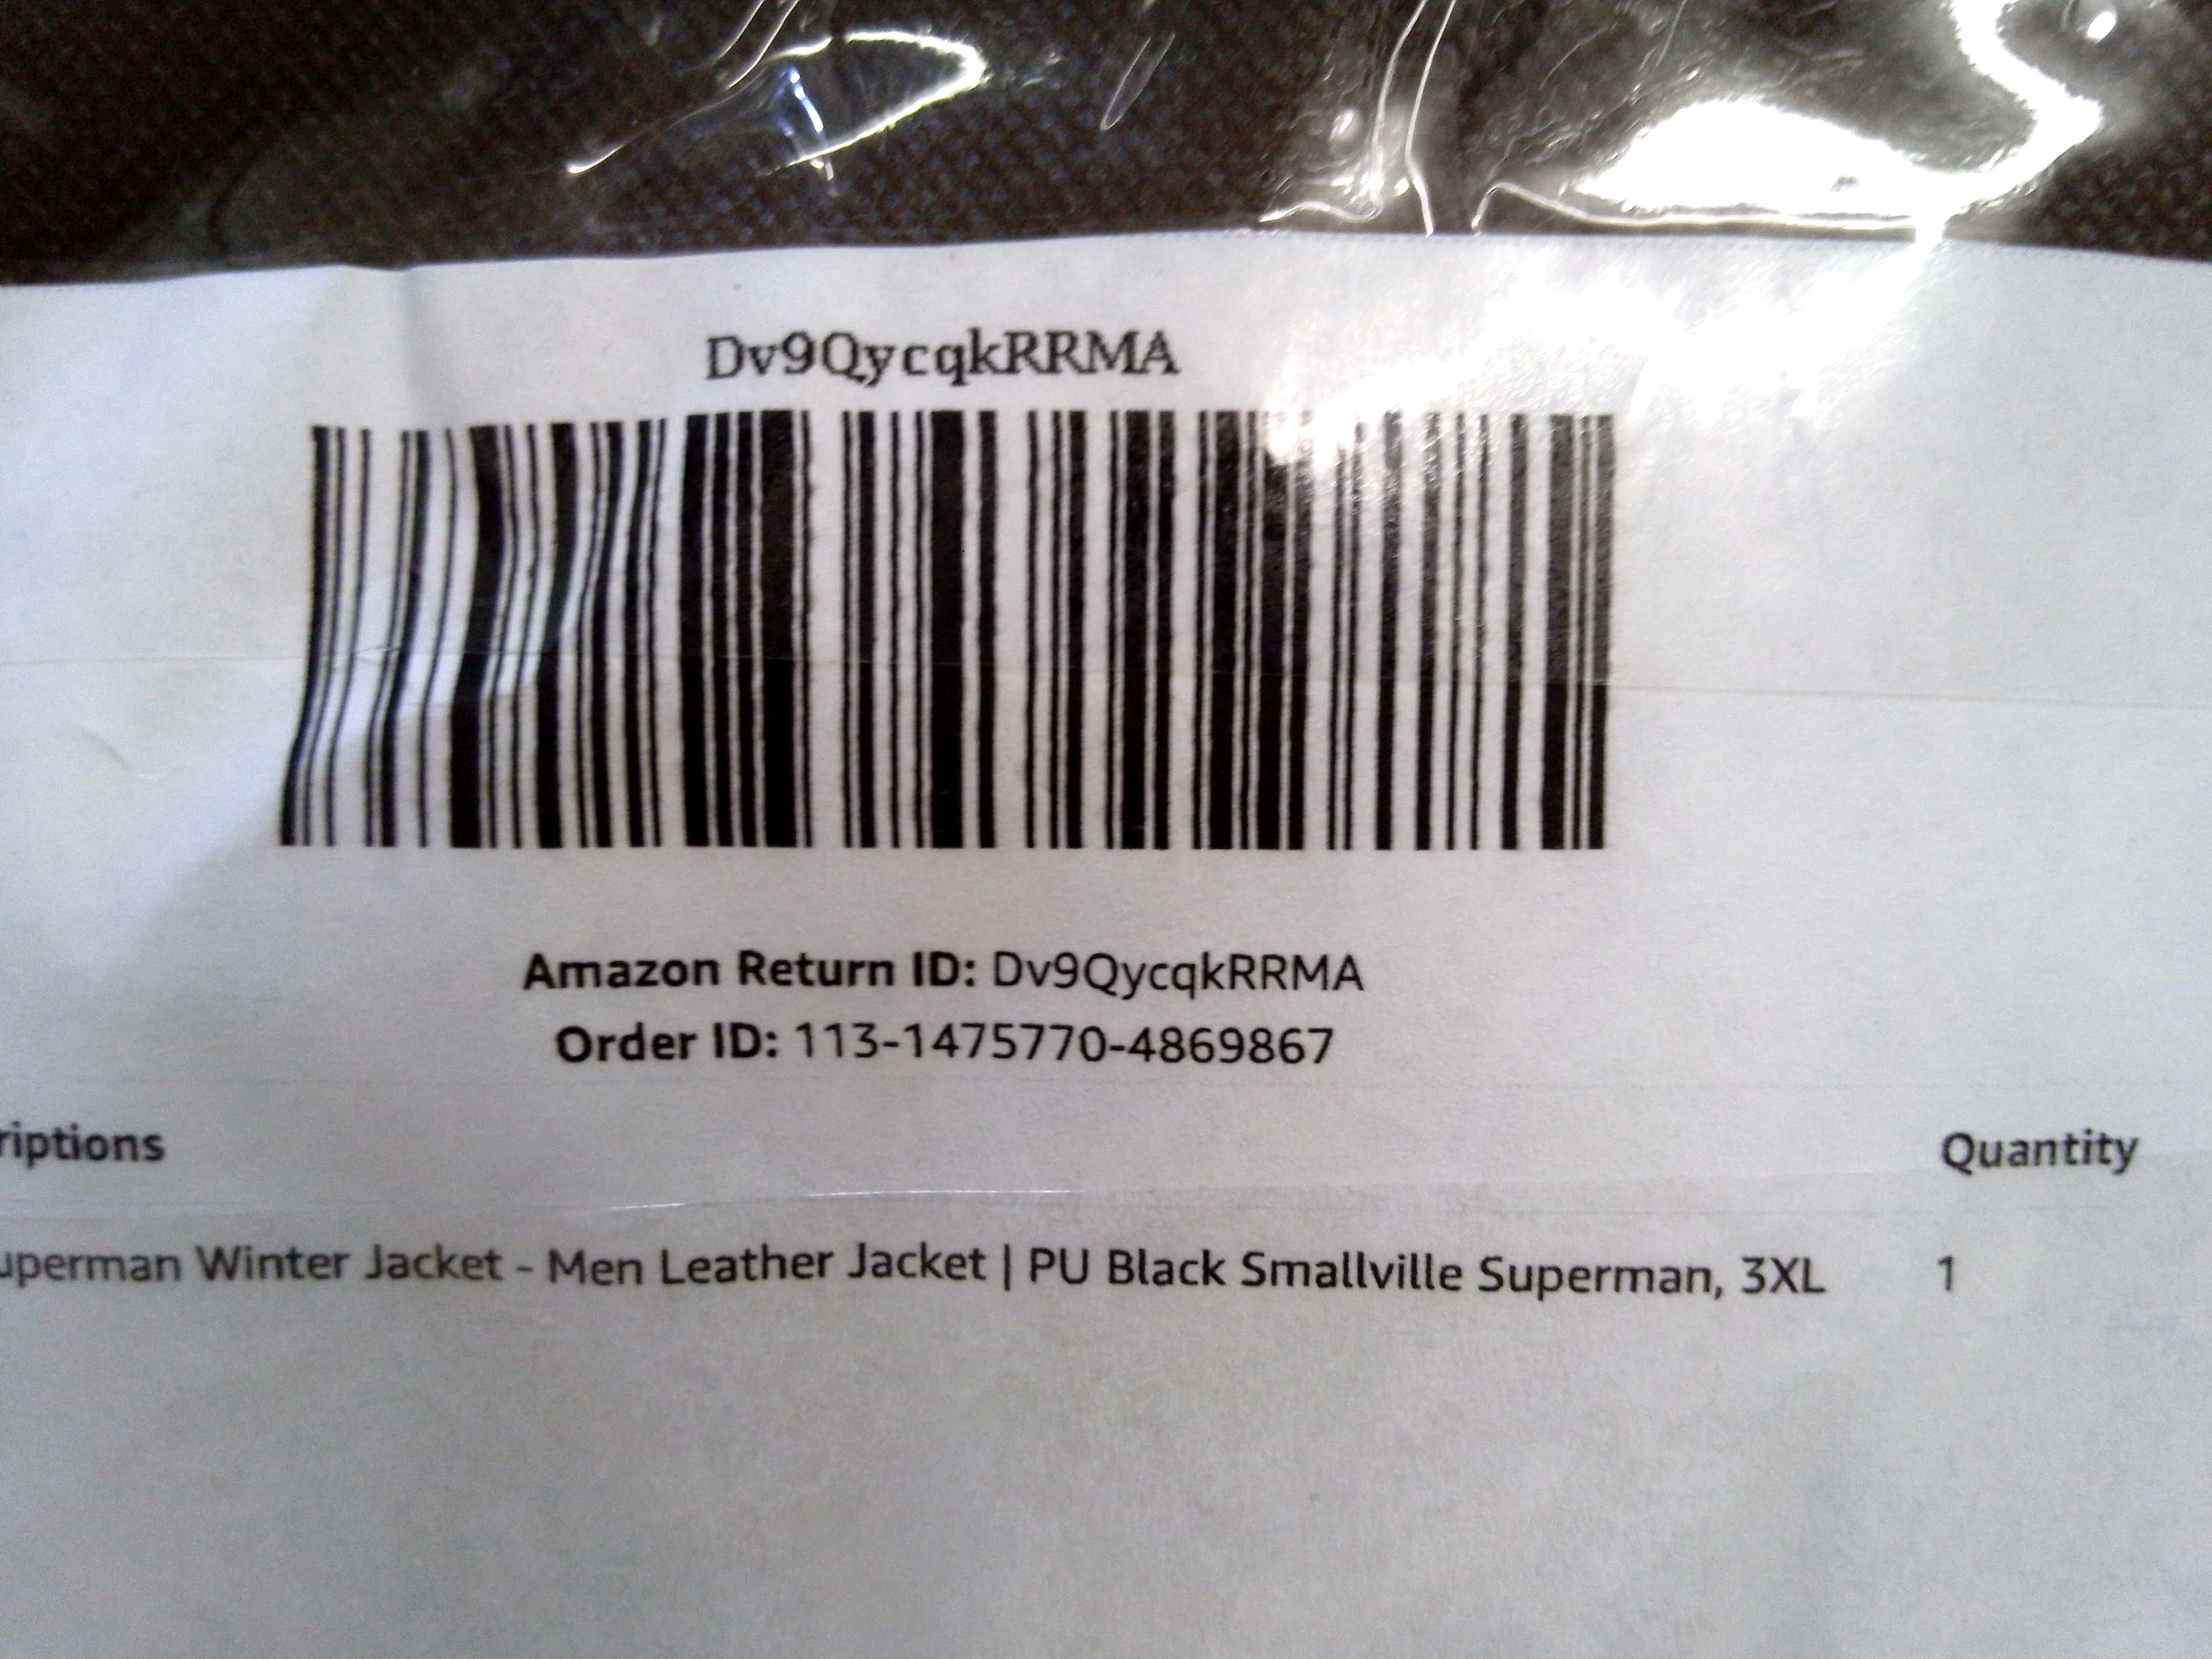 Dv9QycqkRRMA
Amazon Return ID: Dv9QycqkRRMA
Order ID: 113-1475770-4869867
riptions Quantity
uperman Winter Jacket - Men Leather Jacket | PU Black Smallville Superman, 3XL 1